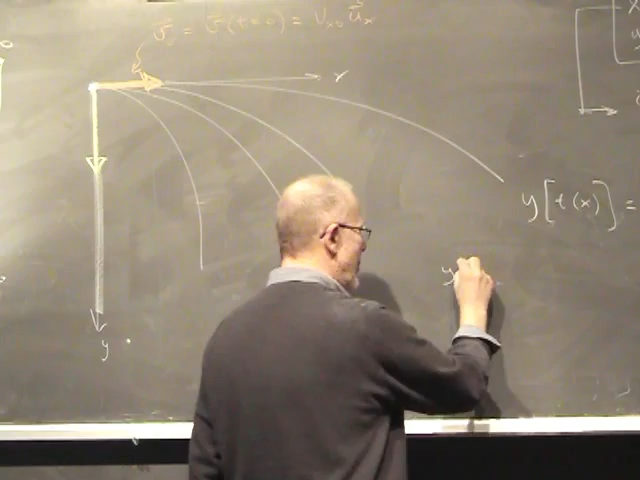 v⃗₀ = v⃗(t=0) = Vₓ₀ u⃗ₓ
x
y[t(x)] =
y
y